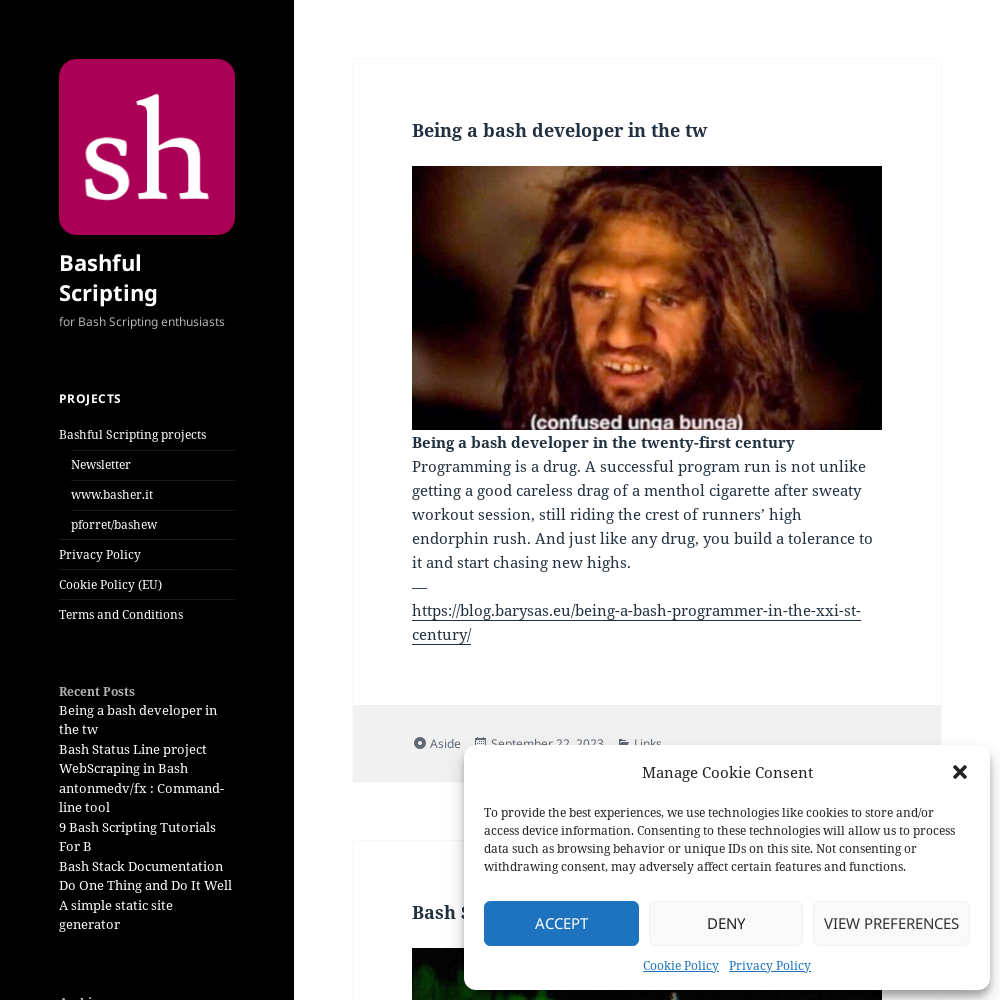 sh
Bashful
Scripting
for Bash Scripting enthusiasts
PROJECTS
Bashful Scripting projects
Newsletter
www.basher.it
pforret/bashew
Privacy Policy
Cookie Policy (EU)
Terms and Conditions
Recent Posts
Being a bash developer in
the tw
Bash Status Line project
WebScraping in Bash
antonmedv/fx : Command-
line tool
9 Bash Scripting Tutorials
For B
Bash Stack Documentation
Do One Thing and Do It Well
A simple static site
generator
Being a bash developer in the tw
(confused unga bunga)
Being a bash developer in the twenty-first century
Programming is a drug. A successful program run is not unlike
getting a good careless drag of a menthol cigarette after sweaty
workout session, still riding the crest of runners’ high
endorphin rush. And just like any drug, you build a tolerance to
it and start chasing new highs.
—
https://blog.barysas.eu/being-a-bash-programmer-in-the-xxi-st-
century/
Aside September 22, 2023 Links
Bash
Manage Cookie Consent
To provide the best experiences, we use technologies like cookies to store and/or
access device information. Consenting to these technologies will allow us to process
data such as browsing behavior or unique IDs on this site. Not consenting or
withdrawing consent, may adversely affect certain features and functions.
ACCEPT DENY VIEW PREFERENCES
Cookie Policy Privacy Policy